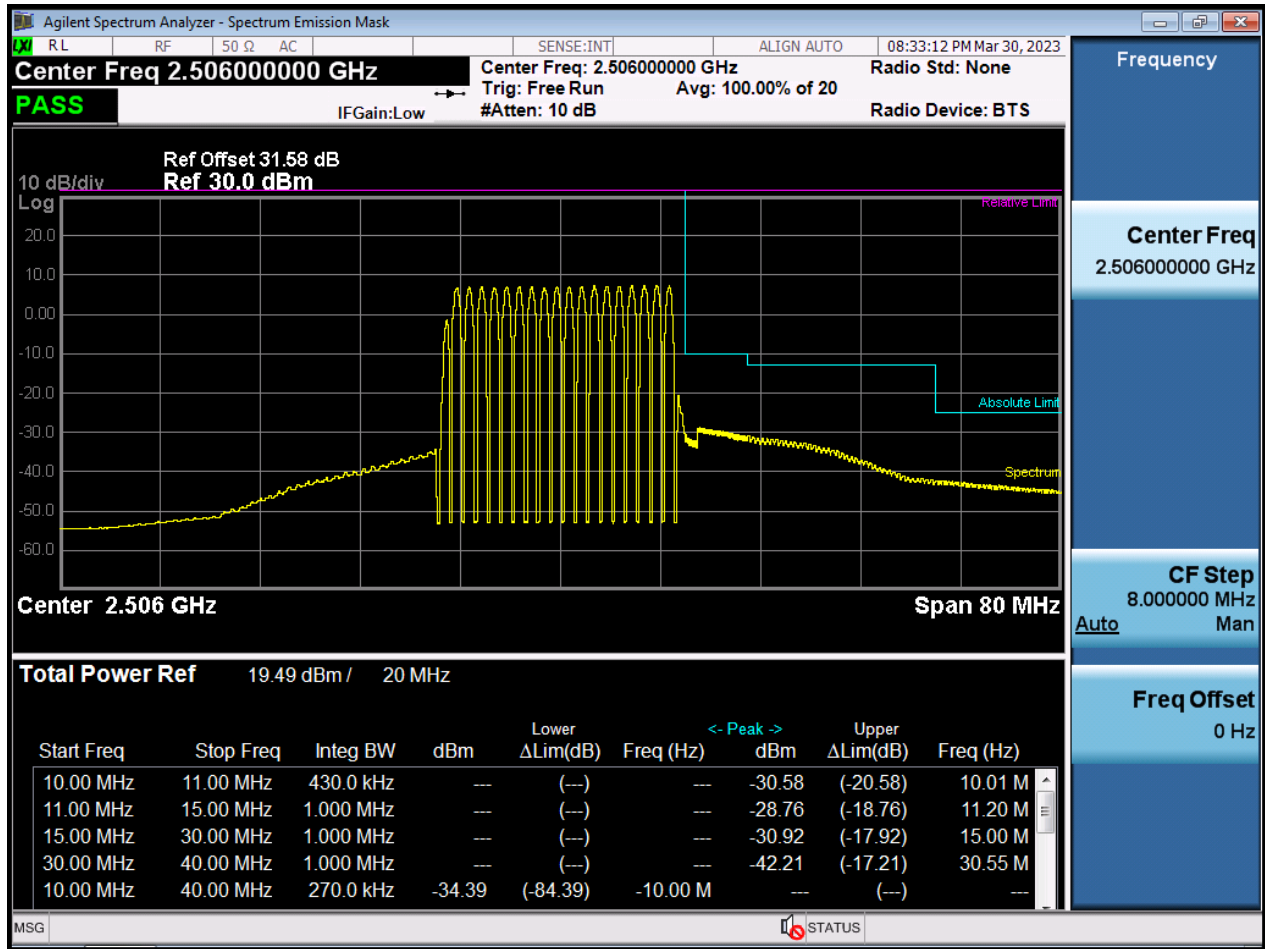 Agilent Spectrum Analyzer - Spectrum Emission Mask
LXI RL RF 50 Ω AC SENSE:INT ALIGN AUTO 08:33:12 PM Mar 30, 2023
Center Freq 2.506000000 GHz
Center Freq: 2.506000000 GHz
Radio Std: None
Trig: Free Run Avg: 100.00% of 20
PASS
IFGain:Low
#Atten: 10 dB
Radio Device: BTS
Ref Offset 31.58 dB
10 dB/div Ref 30.0 dBm
Log
Relative Limit
20.0
10.0
0.00
-10.0
-20.0
Absolute Limit
-30.0
-40.0
Spectrum
-50.0
-60.0
Center 2.506 GHz Span 80 MHz
Total Power Ref 19.49 dBm / 20 MHz
Lower <- Peak -> Upper
Start Freq Stop Freq Integ BW dBm ΔLim(dB) Freq (Hz) dBm ΔLim(dB) Freq (Hz)
10.00 MHz 11.00 MHz 430.0 kHz --- (---) --- -30.58 (-20.58) 10.01 M
11.00 MHz 15.00 MHz 1.000 MHz --- (---) --- -28.76 (-18.76) 11.20 M
15.00 MHz 30.00 MHz 1.000 MHz --- (---) --- -30.92 (-17.92) 15.00 M
30.00 MHz 40.00 MHz 1.000 MHz --- (---) --- -42.21 (-17.21) 30.55 M
10.00 MHz 40.00 MHz 270.0 kHz -34.39 (-84.39) -10.00 M --- (---) ---
MSG STATUS
Frequency
Center Freq
2.506000000 GHz
CF Step
8.000000 MHz
Auto Man
Freq Offset
0 Hz